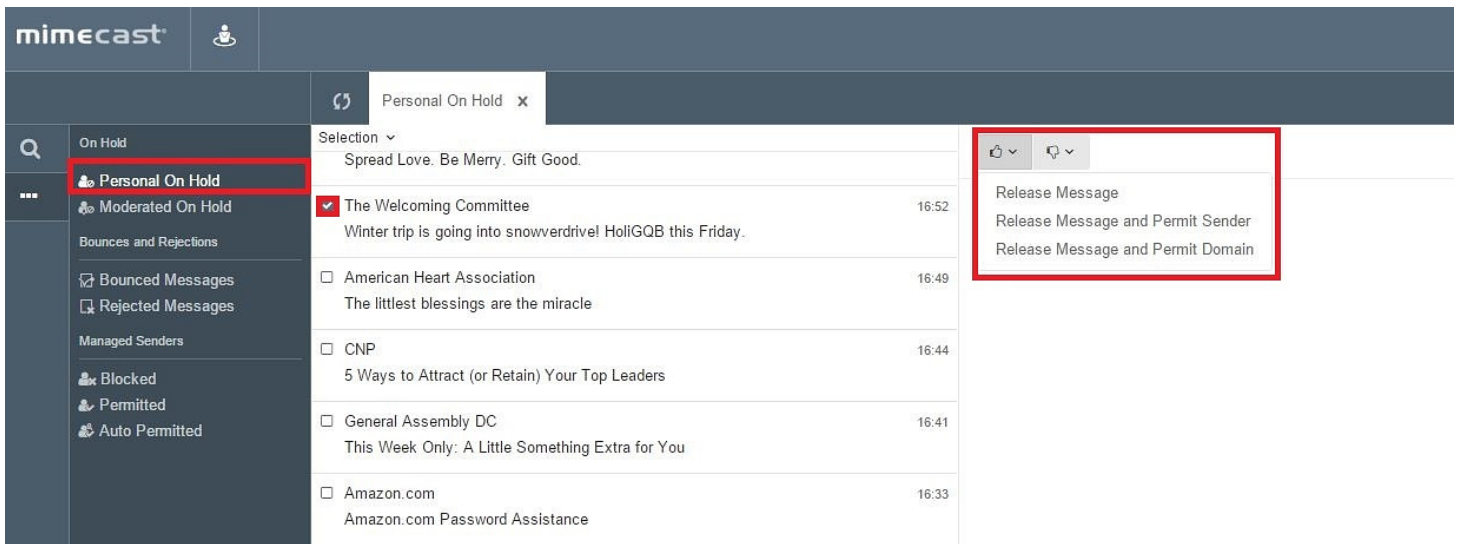 mimecast
Personal On Hold
On Hold
Personal On Hold
Moderated On Hold
Bounces and Rejections
Bounced Messages
Rejected Messages
Managed Senders
Blocked
Permitted
Auto Permitted
Selection
Spread Love. Be Merry. Gift Good.
The Welcoming Committee 16:52
Winter trip is going into snowverdrive! HoliGQB this Friday.
American Heart Association 16:49
The littlest blessings are the miracle
CNP 16:44
5 Ways to Attract (or Retain) Your Top Leaders
General Assembly DC 16:41
This Week Only: A Little Something Extra for You
Amazon.com 16:33
Amazon.com Password Assistance
Release Message
Release Message and Permit Sender
Release Message and Permit Domain